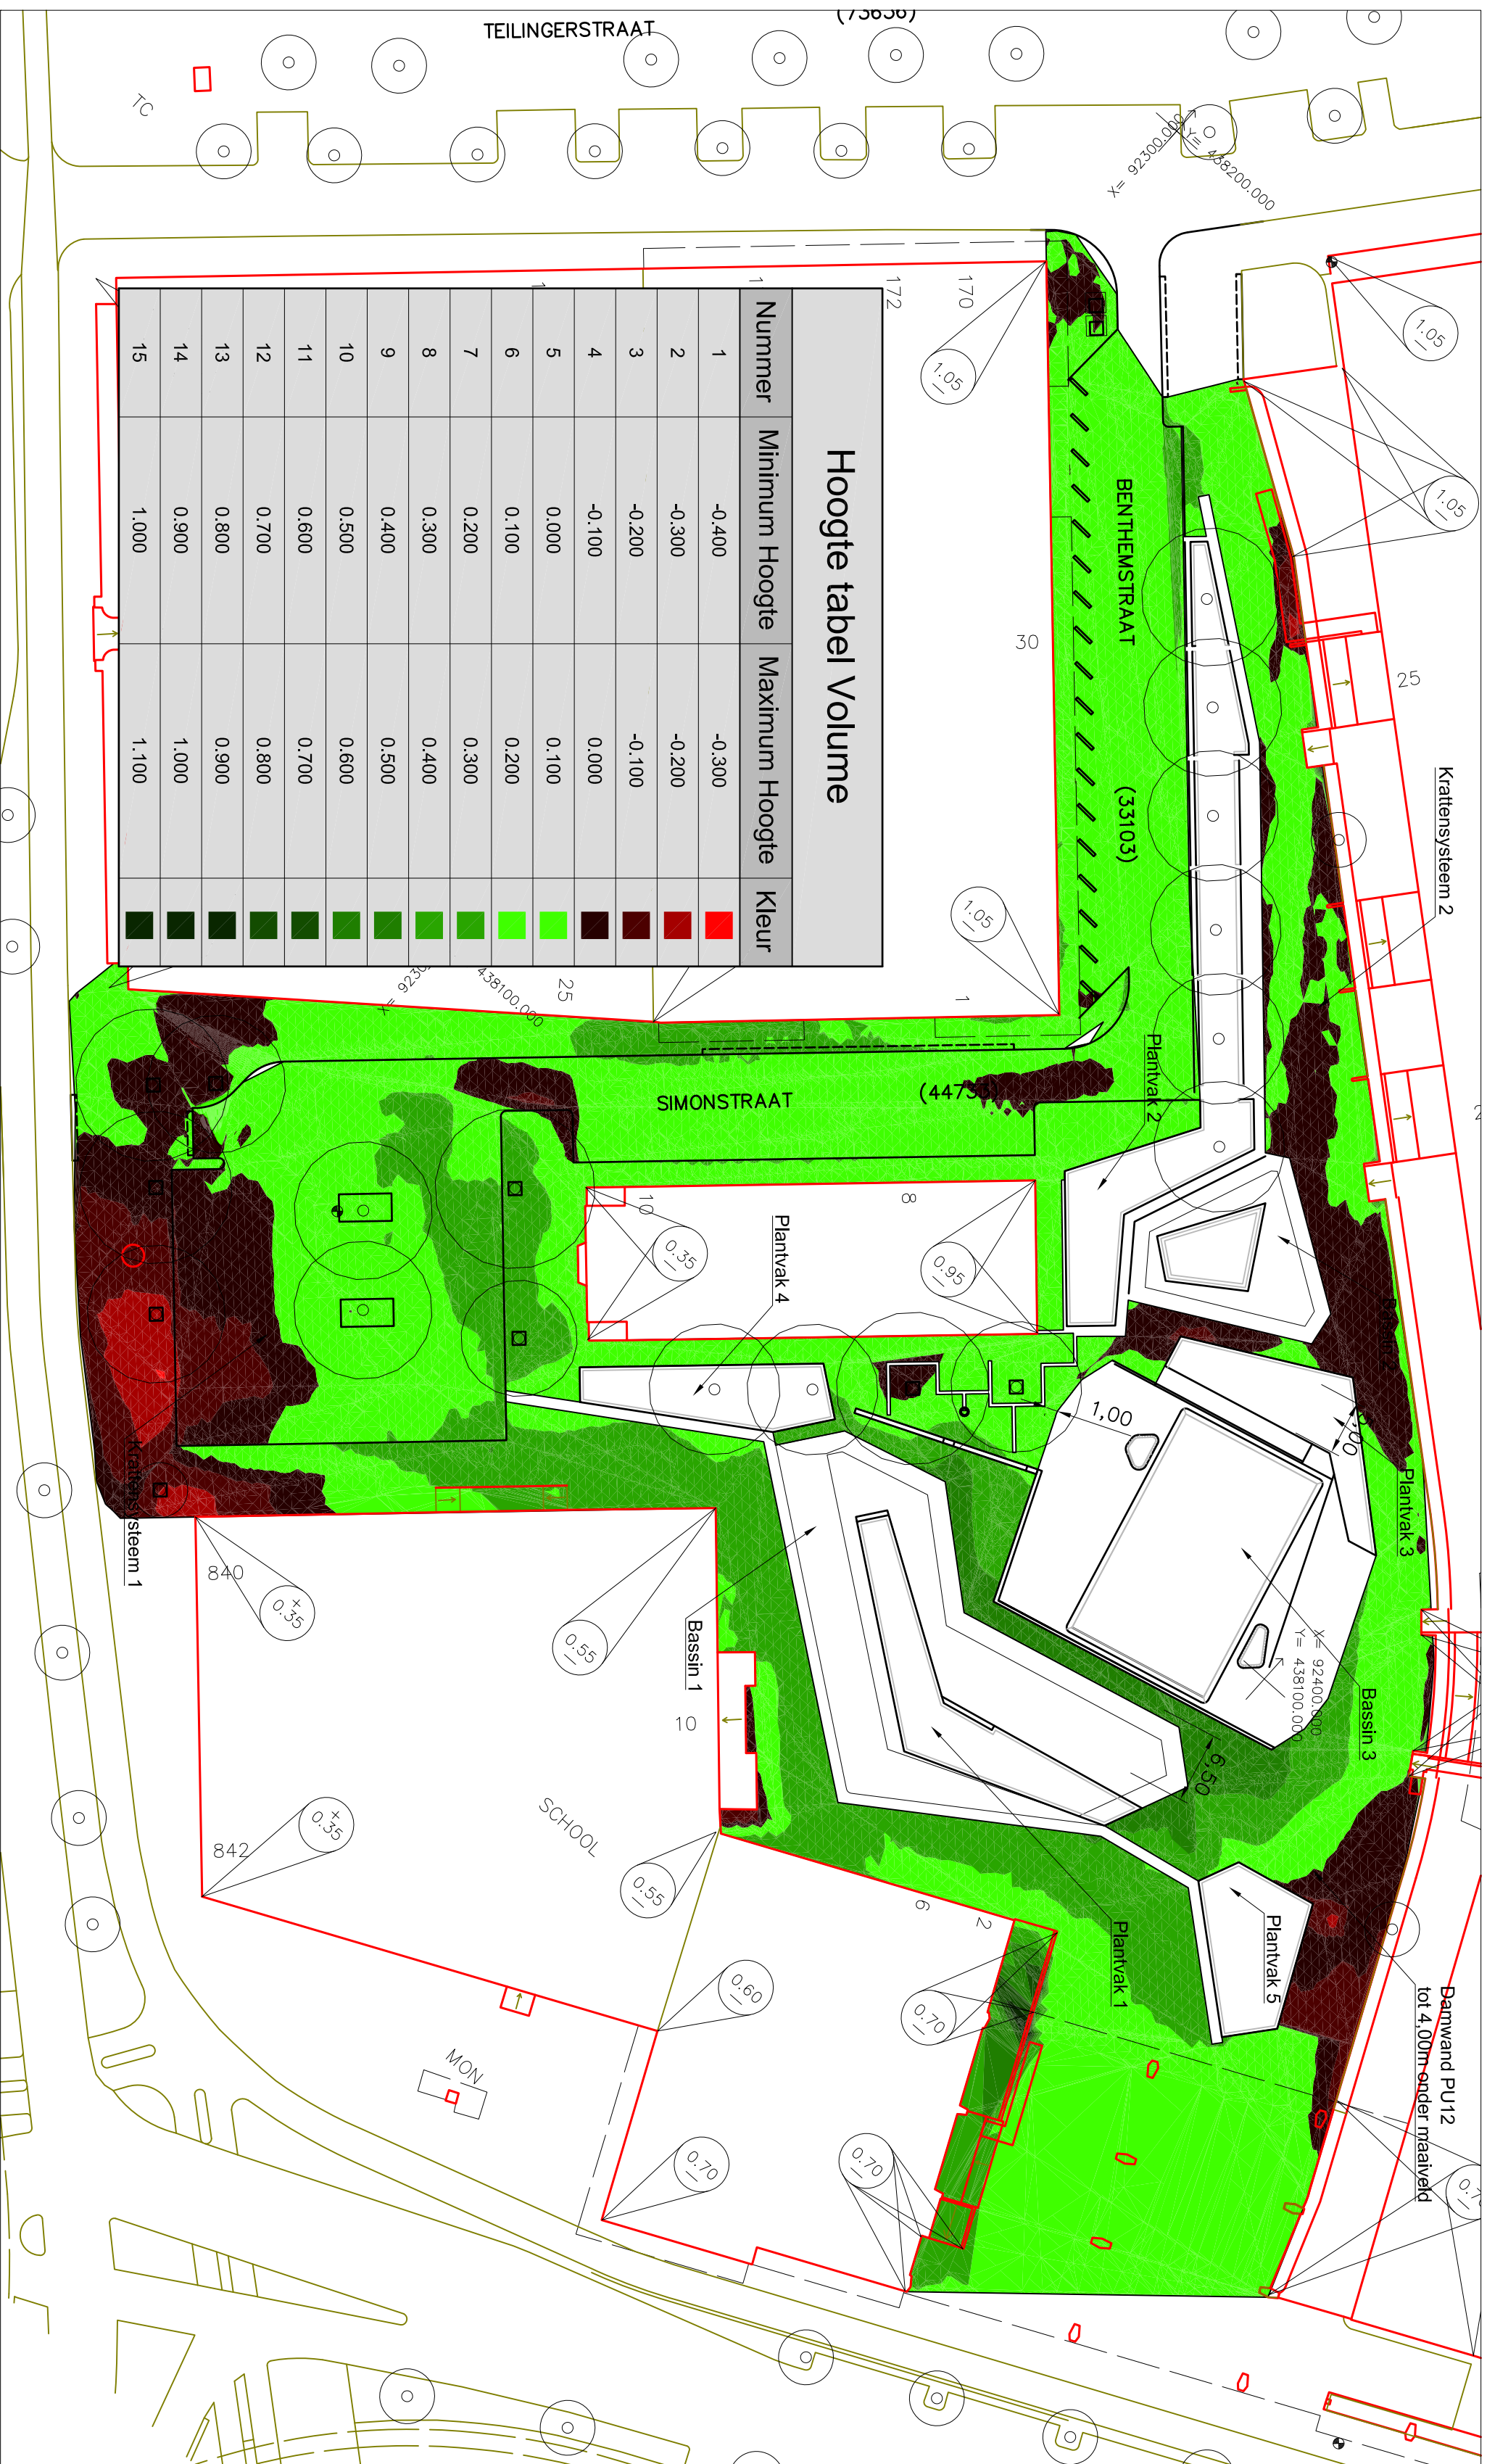 TEILINGERSTRAAT
(73636)
TC
X= 92300.000
Y= 438200.000
170
172
1.05
1.05
1.05
1.05
Hoogte tabel Volume
Nummer Minimum Hoogte Maximum Hoogte Kleur
1 -0.400 -0.300
2 -0.300 -0.200
3 -0.200 -0.100
4 -0.100 0.000
5 0.000 0.100
6 0.100 0.200
7 0.200 0.300
8 0.300 0.400
9 0.400 0.500
10 0.500 0.600
11 0.600 0.700
12 0.700 0.800
13 0.800 0.900
14 0.900 1.000
15 1.000 1.100
BENTHEMSTRAAT
(33103)
30
25
Krattensysteem 2
1
25
438100.000
SIMONSTRAAT
Plantvak 2
10
8
0.35
0.95
Plantvak 4
1,00
Plantvak 3
Krattensysteem 1
840
+
0.35
0.55
Bassin 1
X= 92400.000
Y= 438100.000
Bassin 3
6,50
10
SCHOOL
842
+
0.35
0.55
6
2
Plantvak 1
Plantvak 5
Damwand PU12
tot 4,00m onder maaiveld
0.60
0.70
MON
0.70
0.70